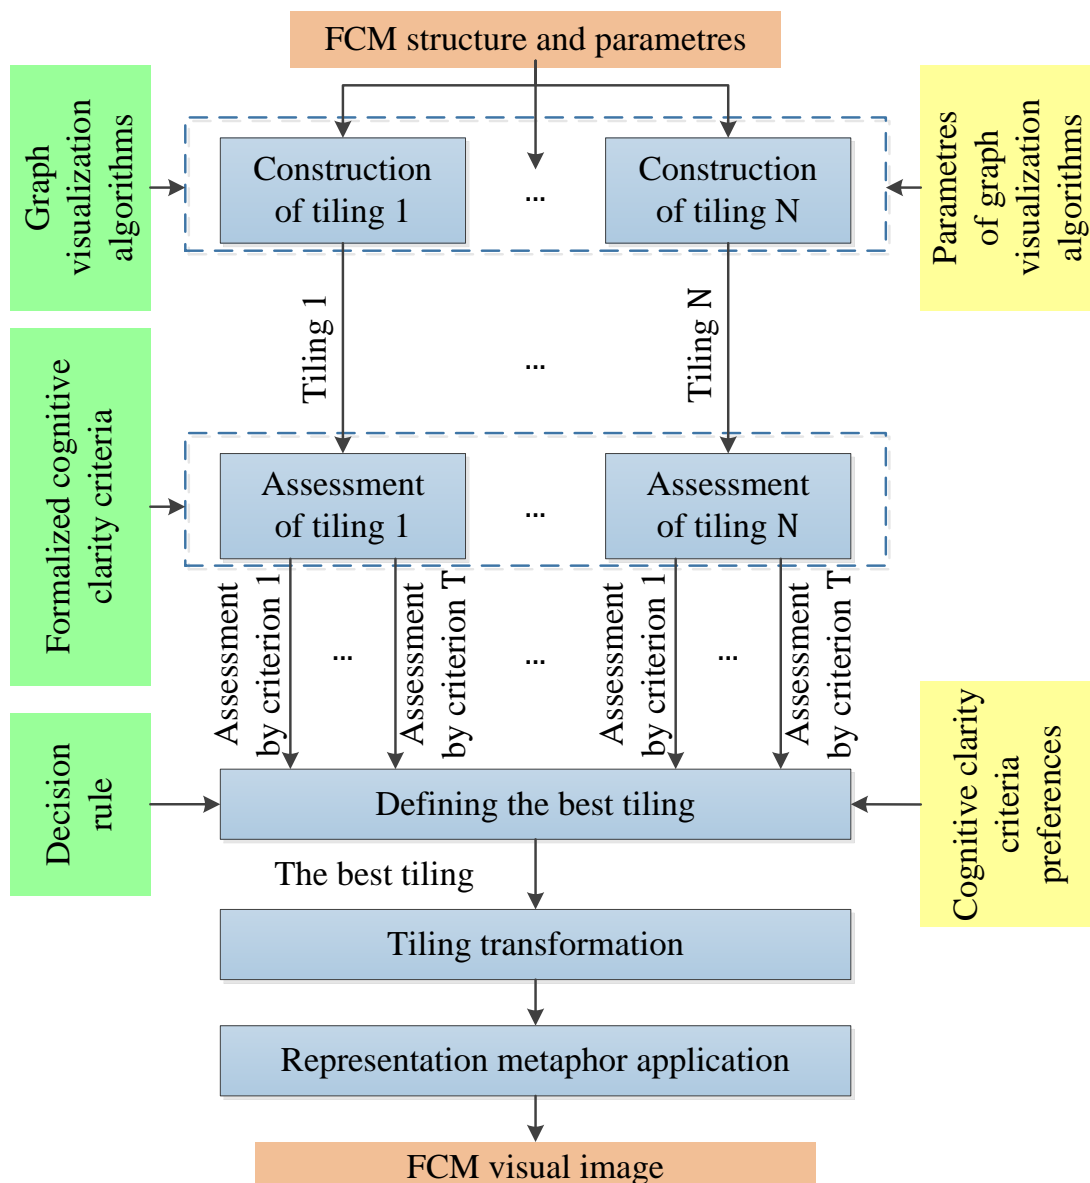 FCM structure and parametres
Graph
visualization
algorithms
Construction
of tiling 1
...
Construction
of tiling N
Parametres
of graph
visualization
algorithms
Tiling 1
...
Tiling N
Formalized cognitive
clarity criteria
Assessment
of tiling 1
...
Assessment
of tiling N
Assessment
by criterion 1
...
Assessment
by criterion T
...
Assessment
by criterion 1
...
Assessment
by criterion T
Decision
rule
Defining the best tiling
Cognitive clarity
criteria
preferences
The best tiling
Tiling transformation
Representation metaphor application
FCM visual image